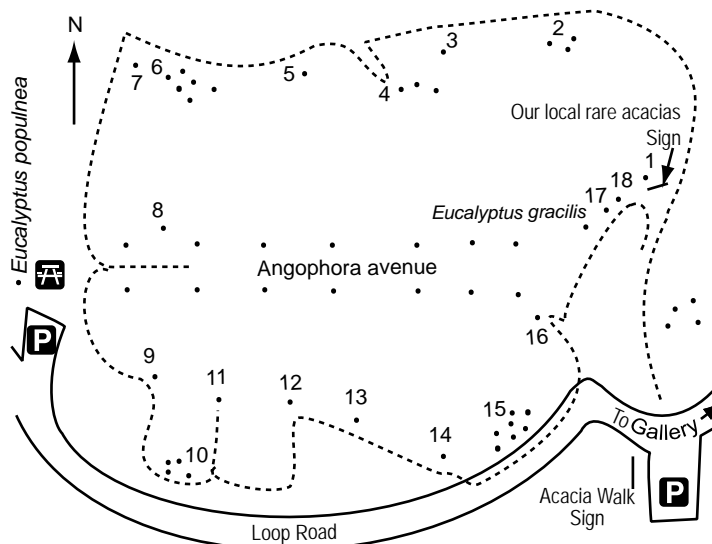 N
2
3
6
7
5
4
Our local rare acacias
Sign
1
18
17
Eucalyptus gracilis
Eucalyptus populnea
8
Angophora avenue
P
16
9
11
12
13
15
14
10
To Gallery
Acacia Walk
Sign
P
Loop Road